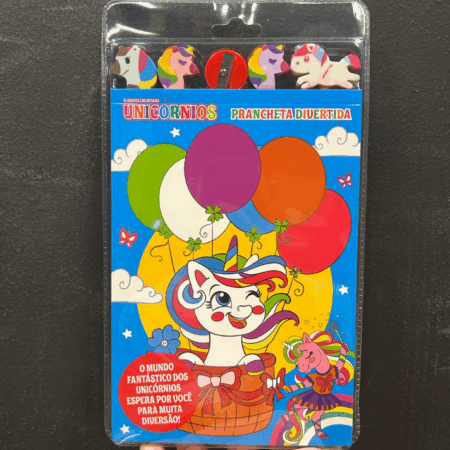 UNICÓRNIOS
PRANCHETA DIVERTIDA
O MUNDO
FANTÁSTICO DOS
UNICÓRNIOS
ESPERA POR VOCÊ
PARA MUITA
DIVERSÃO!